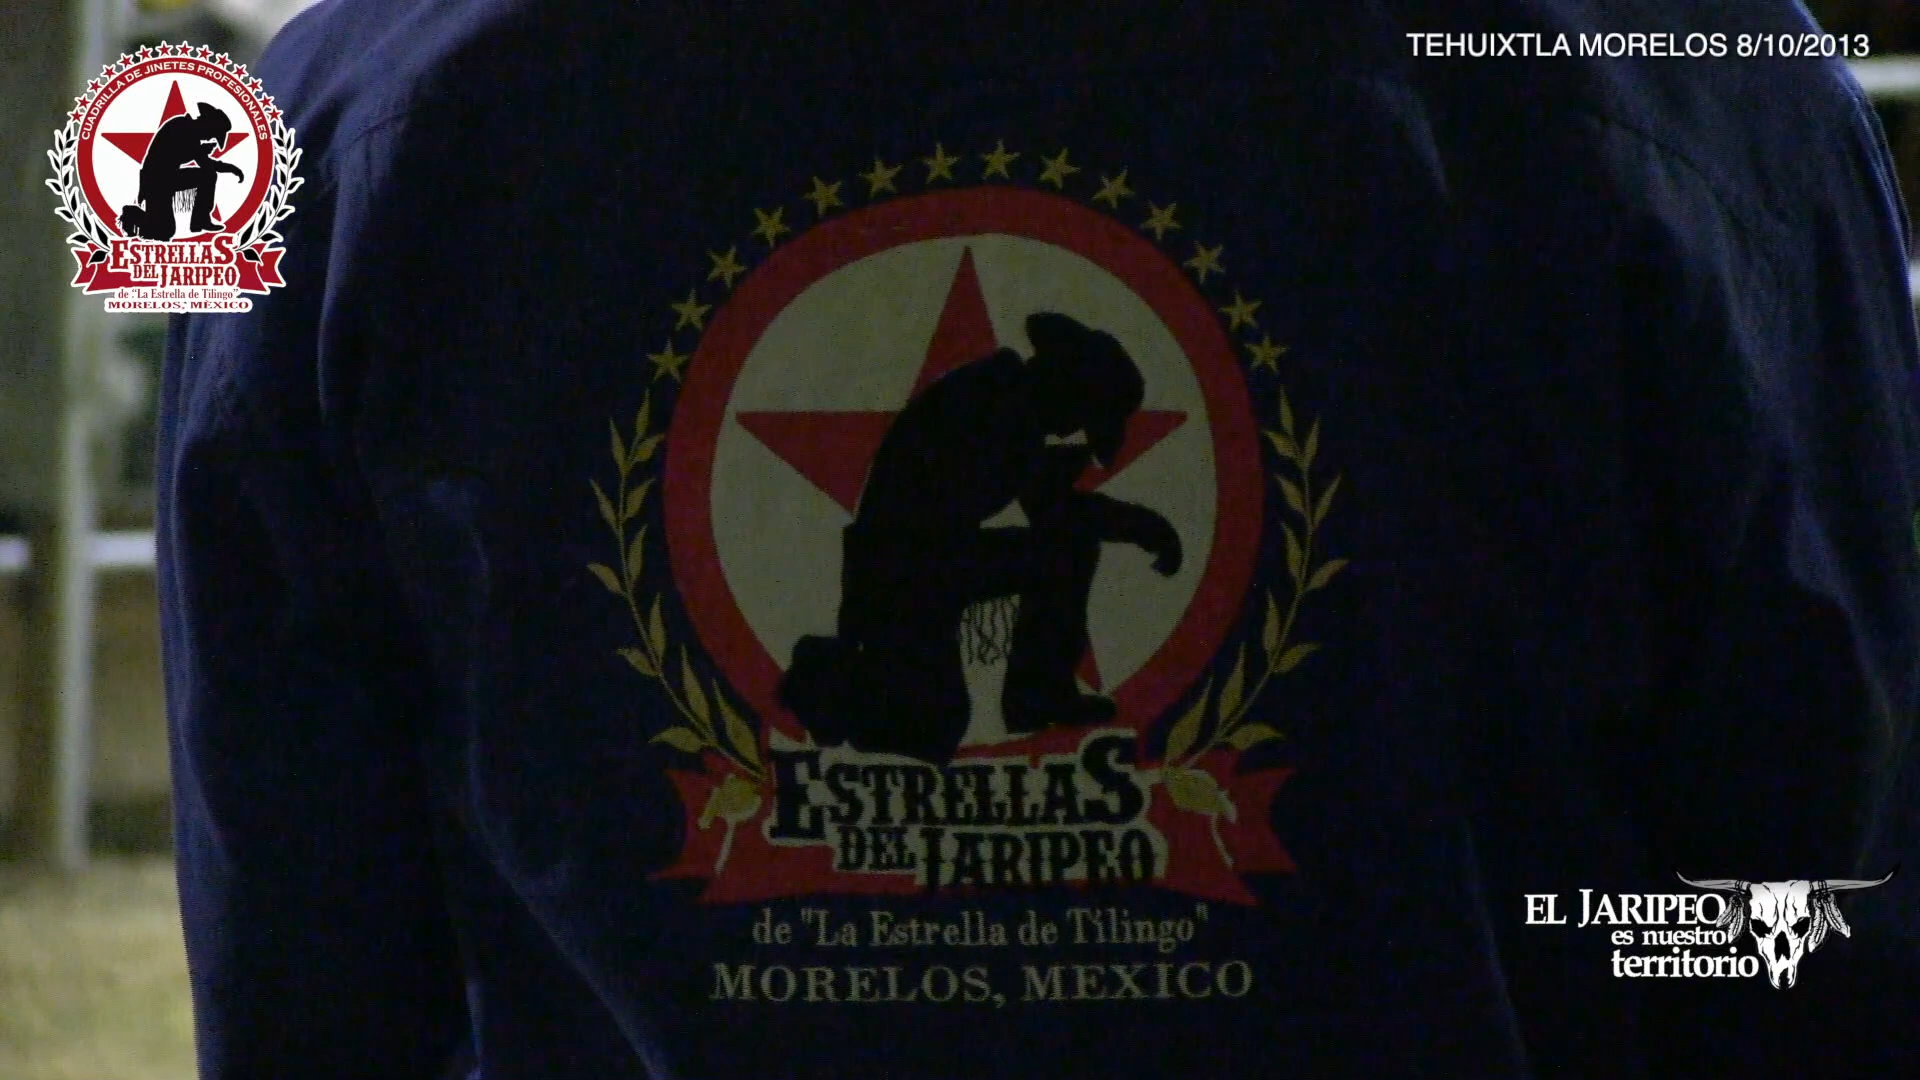 TEHUIXTLA MORELOS 8/10/2013
CUADRILLA DE JINETES PROFESIONALES
ESTRELLAS
DEL JARIPEO
de "La Estrella de Tilingo"
MORELOS, MÉXICO
ESTRELLAS
DEL JARIPEO
de "La Estrella de Tilingo"
MORELOS, MEXICO
EL JARIPEO
es nuestro
territorio